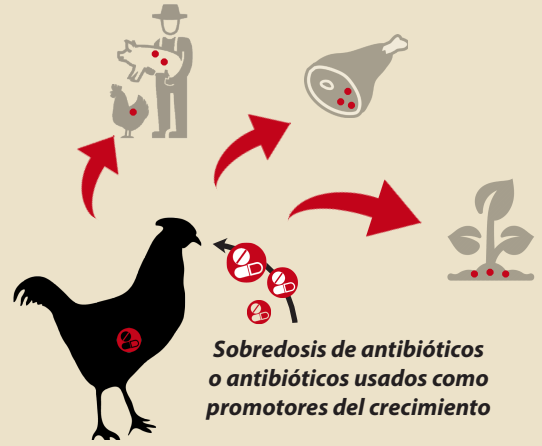 Sobredosis de antibióticos
o antibióticos usados como
promotores del crecimiento